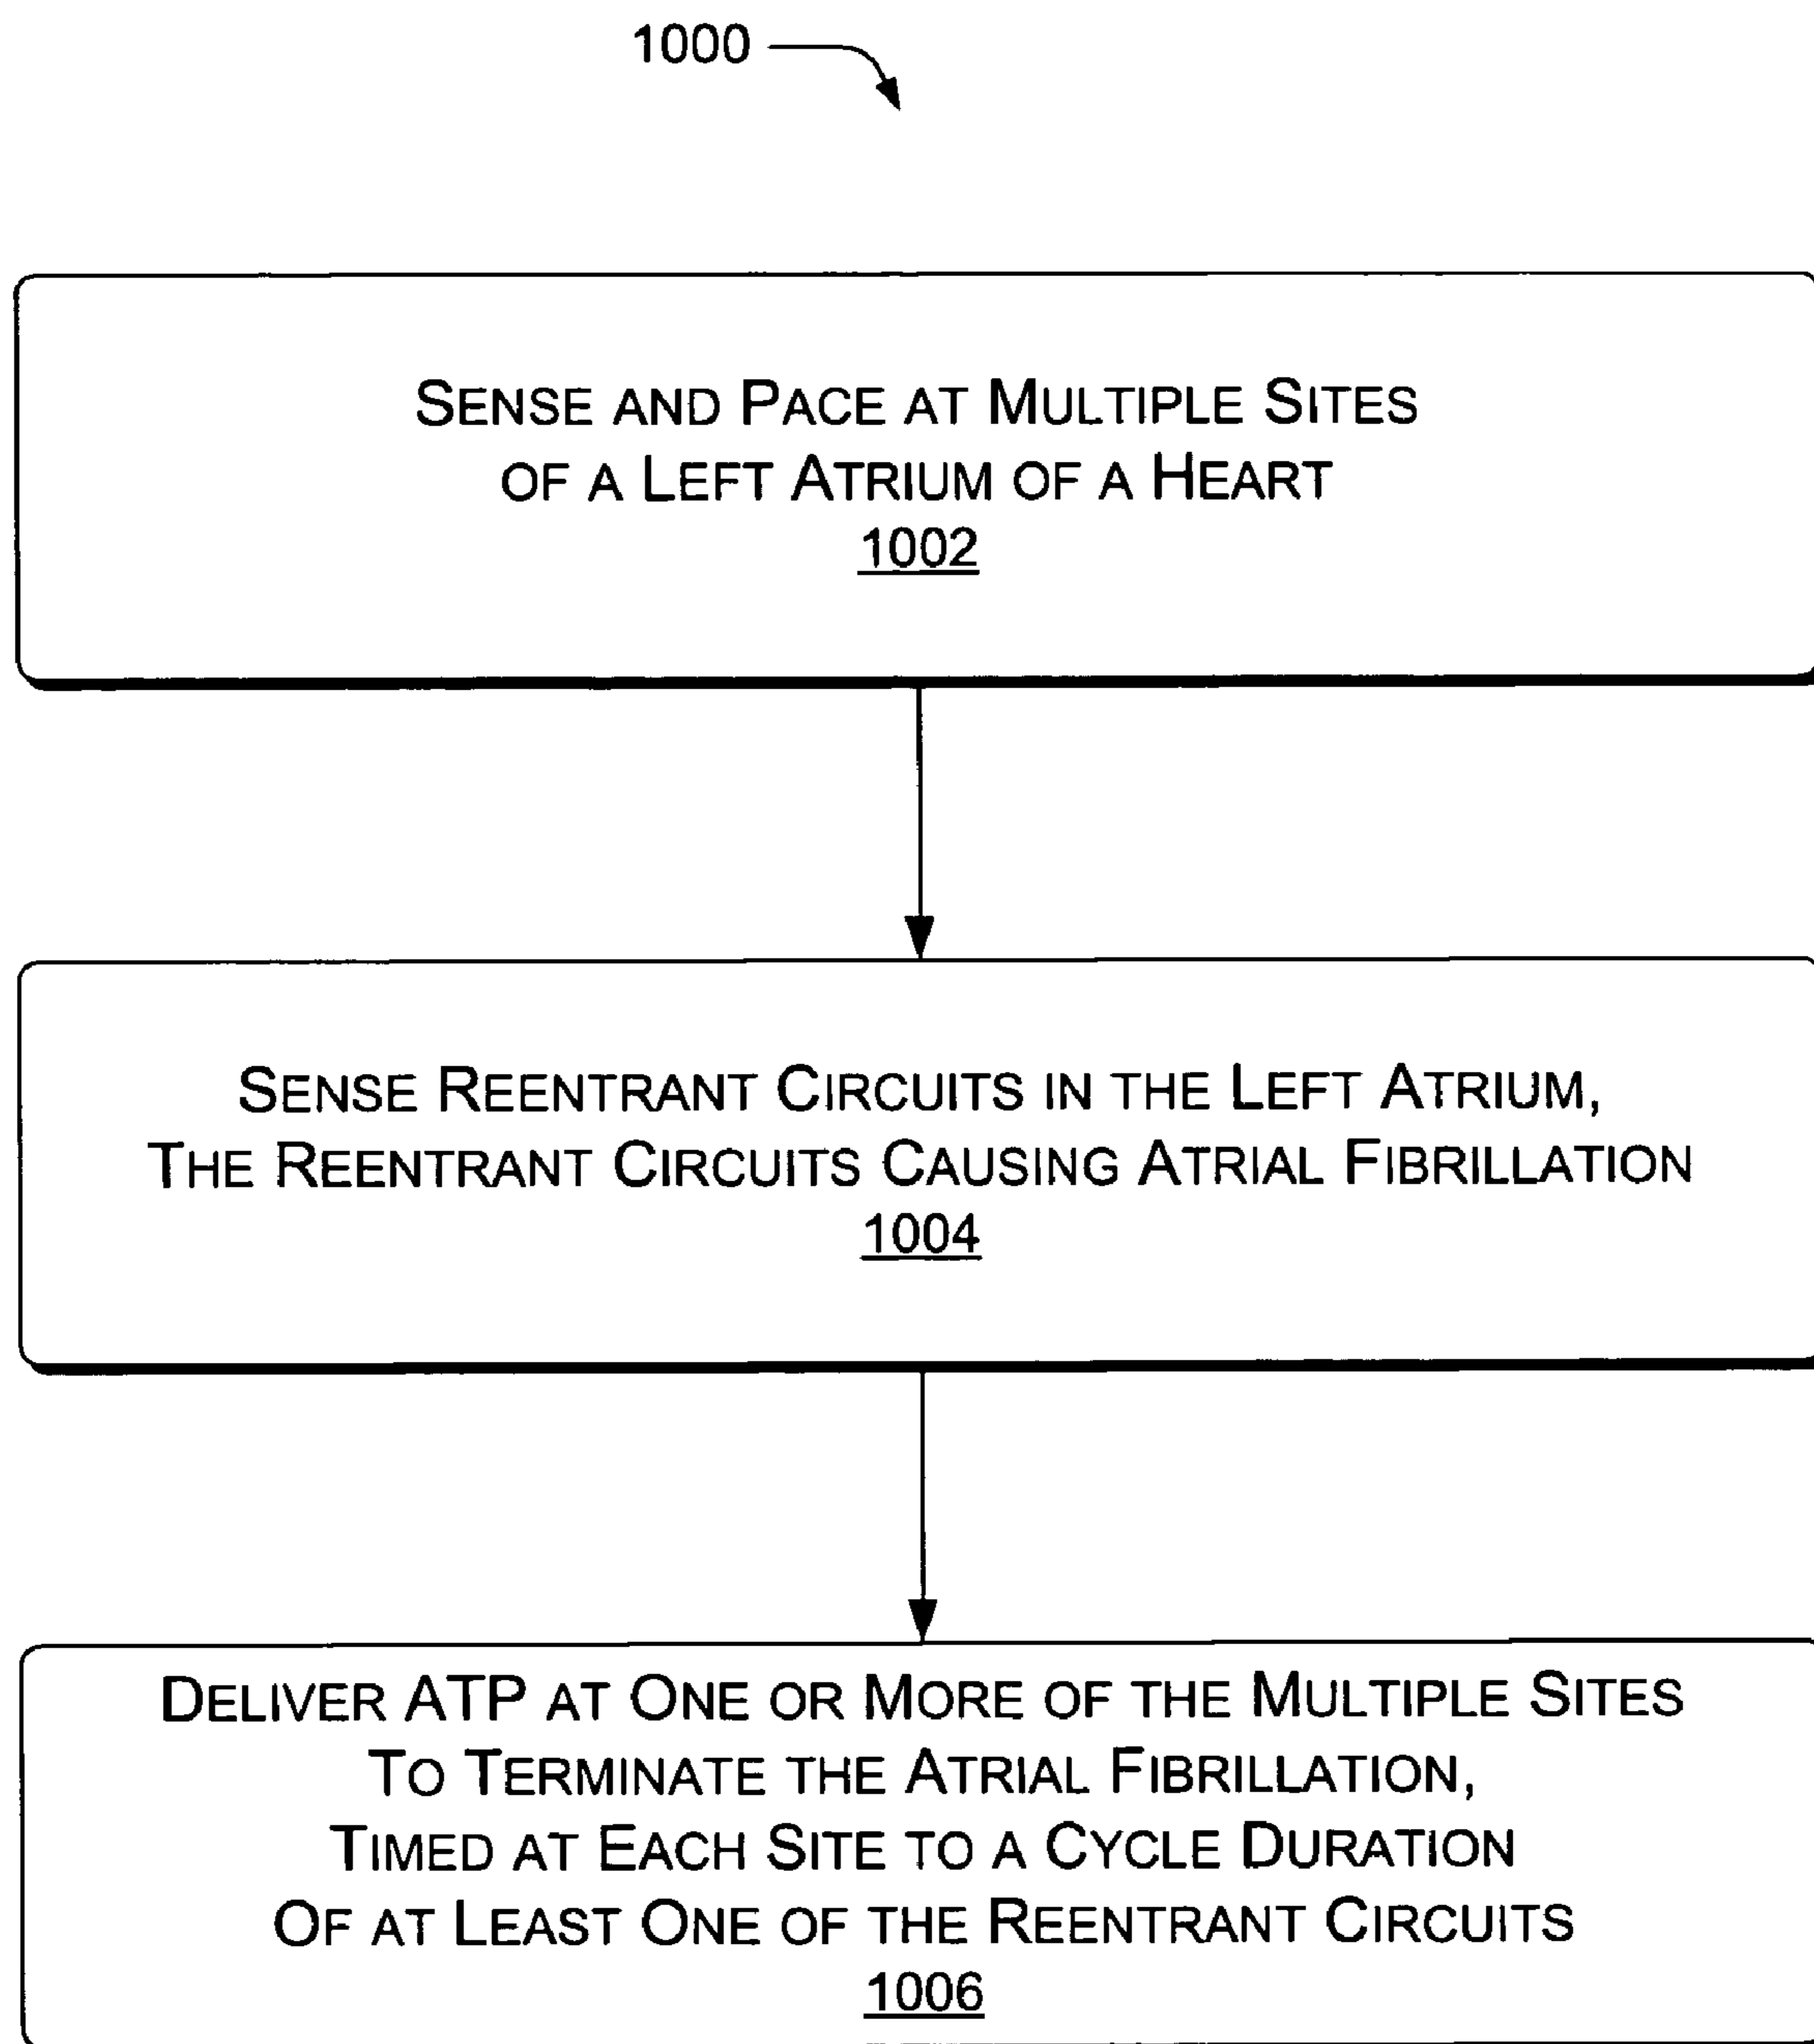 1000
SENSE AND PACE AT MULTIPLE SITES
OF A LEFT ATRIUM OF A HEART
1002
SENSE REENTRANT CIRCUITS IN THE LEFT ATRIUM,
THE REENTRANT CIRCUITS CAUSING ATRIAL FIBRILLATION
1004
DELIVER ATP AT ONE OR MORE OF THE MULTIPLE SITES
TO TERMINATE THE ATRIAL FIBRILLATION,
TIMED AT EACH SITE TO A CYCLE DURATION
OF AT LEAST ONE OF THE REENTRANT CIRCUITS
1006